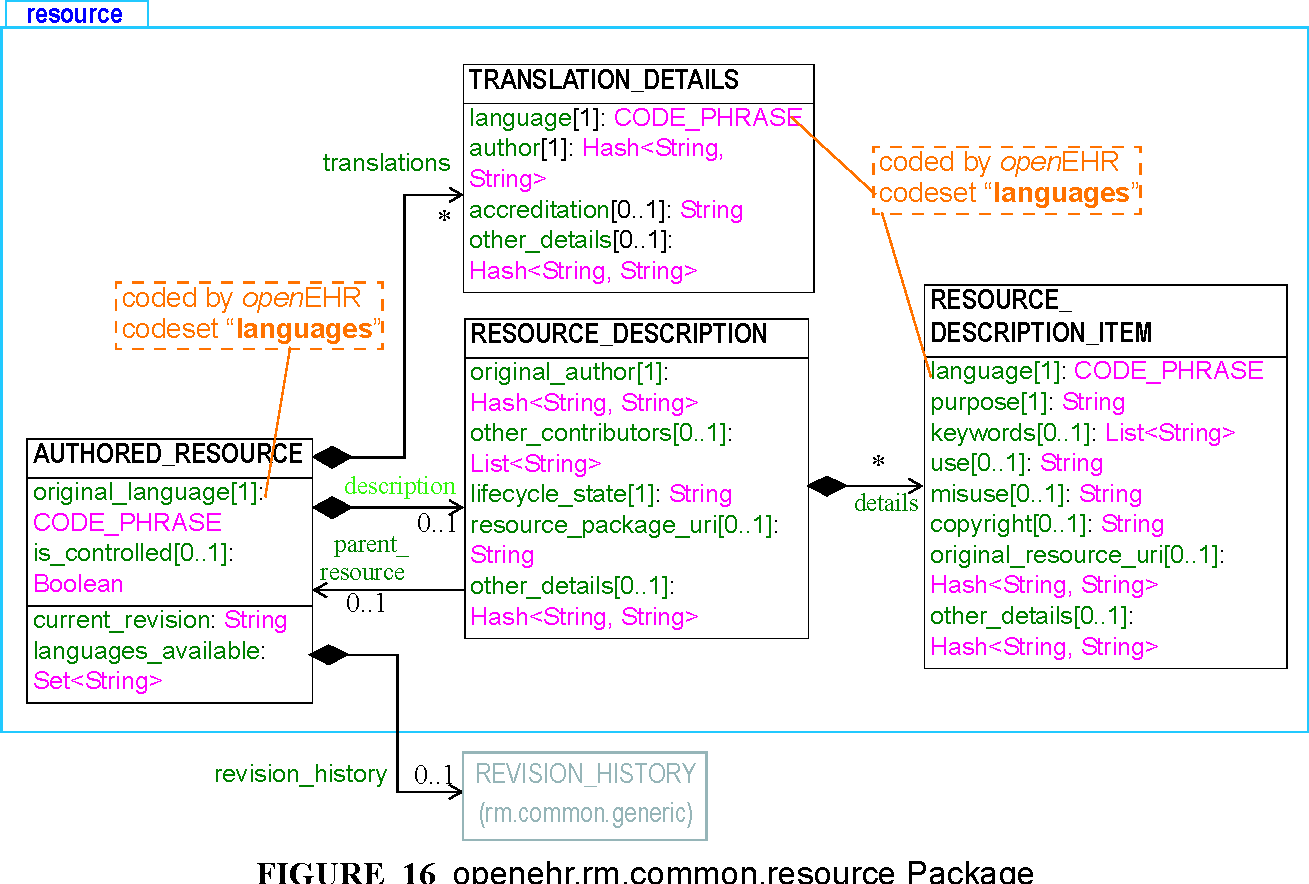 resource
TRANSLATION_DETAILS
language[1]: CODE_PHRASE
author[1]: Hash<String,
String>
accreditation[0..1]: String
other_details[0..1]:
Hash<String, String>
translations
*
coded by openEHR
codeset “languages”
coded by openEHR
codeset “languages”
RESOURCE_
DESCRIPTION_ITEM
language[1]: CODE_PHRASE
purpose[1]: String
keywords[0..1]: List<String>
use[0..1]: String
misuse[0..1]: String
copyright[0..1]: String
original_resource_uri[0..1]:
Hash<String, String>
other_details[0..1]:
Hash<String, String>
RESOURCE_DESCRIPTION
original_author[1]:
Hash<String, String>
other_contributors[0..1]:
List<String>
lifecycle_state[1]: String
resource_package_uri[0..1]:
String
other_details[0..1]:
Hash<String, String>
*
details
AUTHORED_RESOURCE
original_language[1]:
CODE_PHRASE
is_controlled[0..1]:
Boolean
current_revision: String
languages_available:
Set<String>
description
0..1
parent_
resource
0..1
revision_history
0..1
REVISION_HISTORY
(rm.common.generic)
FIGURE 16 openehr.rm.common.resource Package